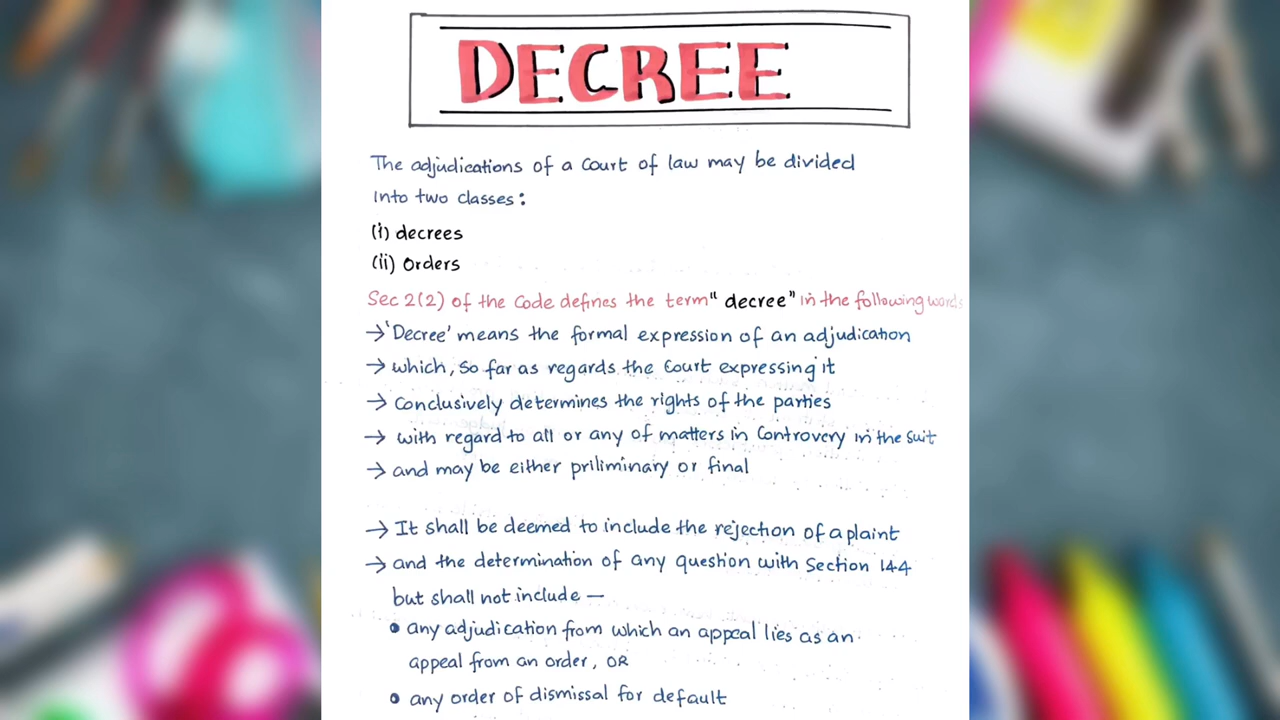 DECREE
The adjudications of a Court of law may be divided
into two classes:
(i) decrees
(ii) Orders
Sec 2(2) of the Code defines the term "decree" in the following words
→ 'Decree' means the formal expression of an adjudication
→ which, so far as regards the Court expressing it
→ Conclusively determines the rights of the parties
→ with regard to all or any of matters in Controvery in the suit
→ and may be either priliminary or final
→ It shall be deemed to include the rejection of a plaint
→ and the determination of any question with Section 144
but shall not include —
• any adjudication from which an appeal lies as an
appeal from an order, OR
• any order of dismissal for default